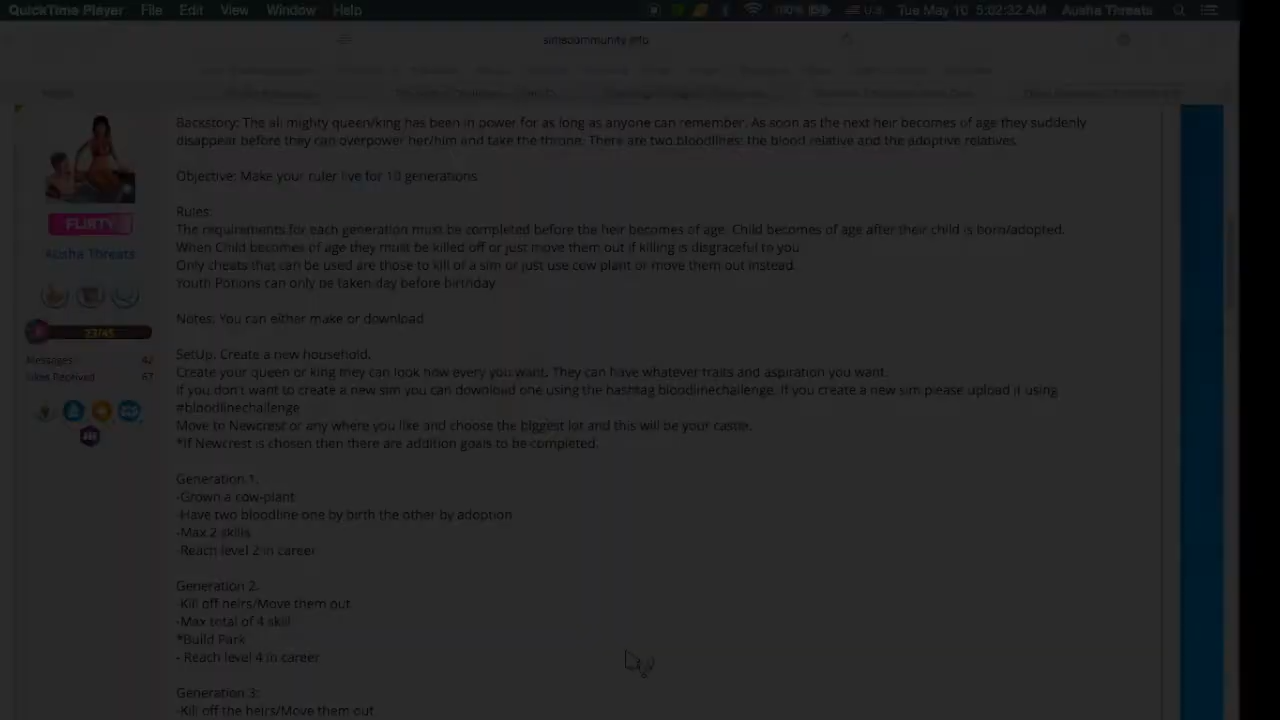 QuickTime Player File Edit View Window Help 100% U.S. Tue May 10 5:02:32 AM Ausha Threats
simscommunity.info
Backstory: The all mighty queen/king has been in power for as long as anyone can remember. As soon as the next heir becomes of age they suddenly
disappear before they can overpower her/him and take the throne. There are two bloodlines: the blood relative and the adoptive relatives.
Objective: Make your ruler live for 10 generations.
Rules:
The requirements for each generation must be completed before the heir becomes of age. Child becomes of age after their child is born/adopted.
When Child becomes of age they must be killed off or just move them out if killing is disgraceful to you.
Only cheats that can be used are those to kill of a sim or just use cow plant or move them out instead.
Youth Potions can only be taken day before birthday
Notes: You can either make or download
SetUp: Create a new household.
Create your queen or king they can look how every you want. They can have whatever traits and aspiration you want.
If you don't want to create a new sim you can download one using the hashtag bloodlinechallenge. If you create a new sim please upload it using
#bloodlinechallenge
Move to Newcrest or any where you like and choose the biggest lot and this will be your castle.
*If Newcrest is chosen then there are addition goals to be completed.
FLIRTY
Ausha Threats
23/45
Messages: 42
Likes Received: 67
Generation 1:
-Grown a cow-plant
-Have two bloodline one by birth the other by adoption
-Max 2 skills
-Reach level 2 in career
Generation 2:
-Kill off heirs/Move them out
-Max total of 4 skill
*Build Park
- Reach level 4 in career
Generation 3:
-Kill off the heirs/Move them out